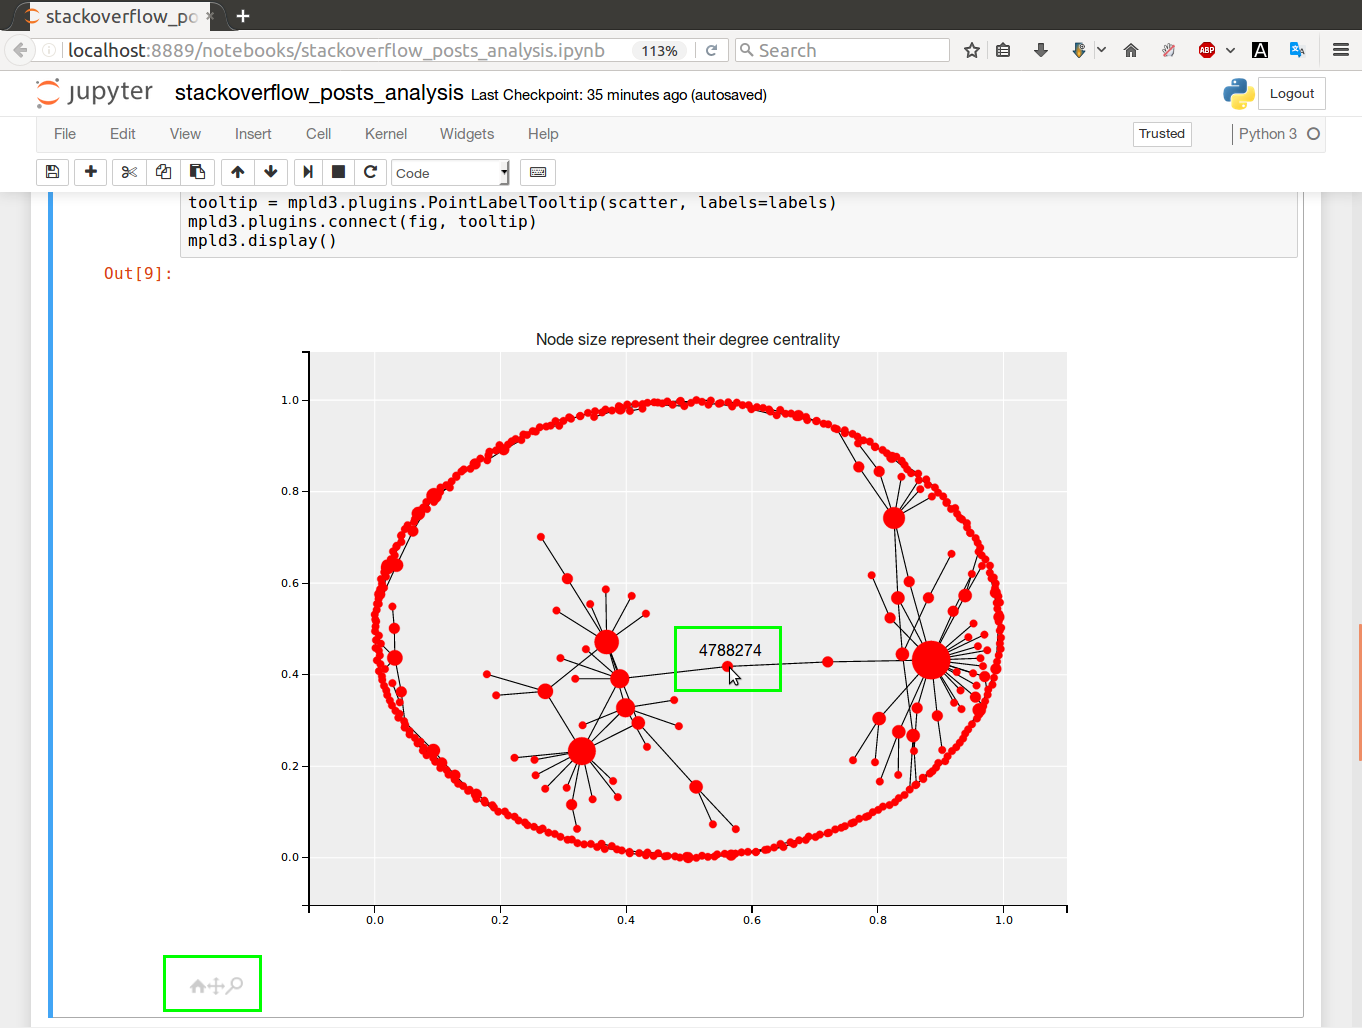 stackoverflow_po
localhost:8889/notebooks/stackoverflow_posts_analysis.ipynb 113% Search
ABP A
jupyter stackoverflow_posts_analysis Last Checkpoint: 35 minutes ago (autosaved) Logout
File Edit View Insert Cell Kernel Widgets Help Trusted Python 3
Code
tooltip = mpld3.plugins.PointLabelTooltip(scatter, labels=labels)
mpld3.plugins.connect(fig, tooltip)
mpld3.display()
Out[9]:
Node size represent their degree centrality
1.0
0.8
0.6
4788274
0.4
0.2
0.0
0.0 0.2 0.4 0.6 0.8 1.0